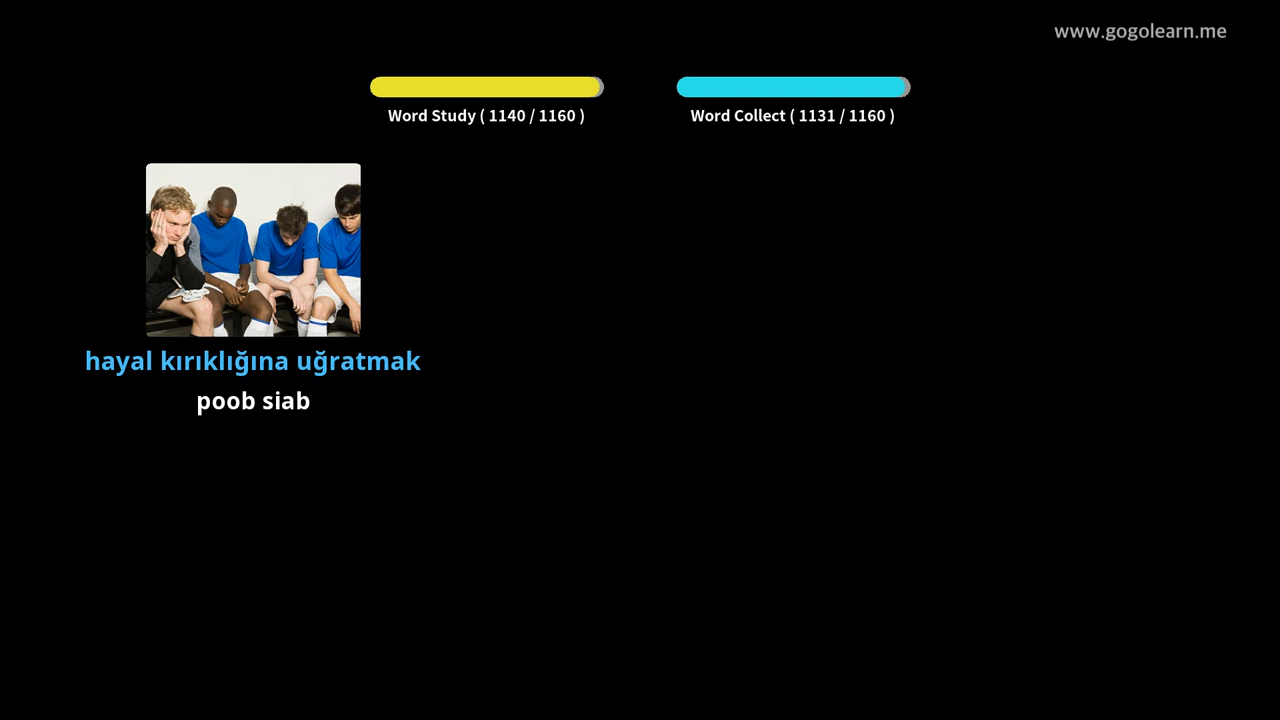 www.gogolearn.me
Word Study ( 1140 / 1160 )
Word Collect ( 1131 / 1160 )
hayal kırıklığına uğratmak
poob siab